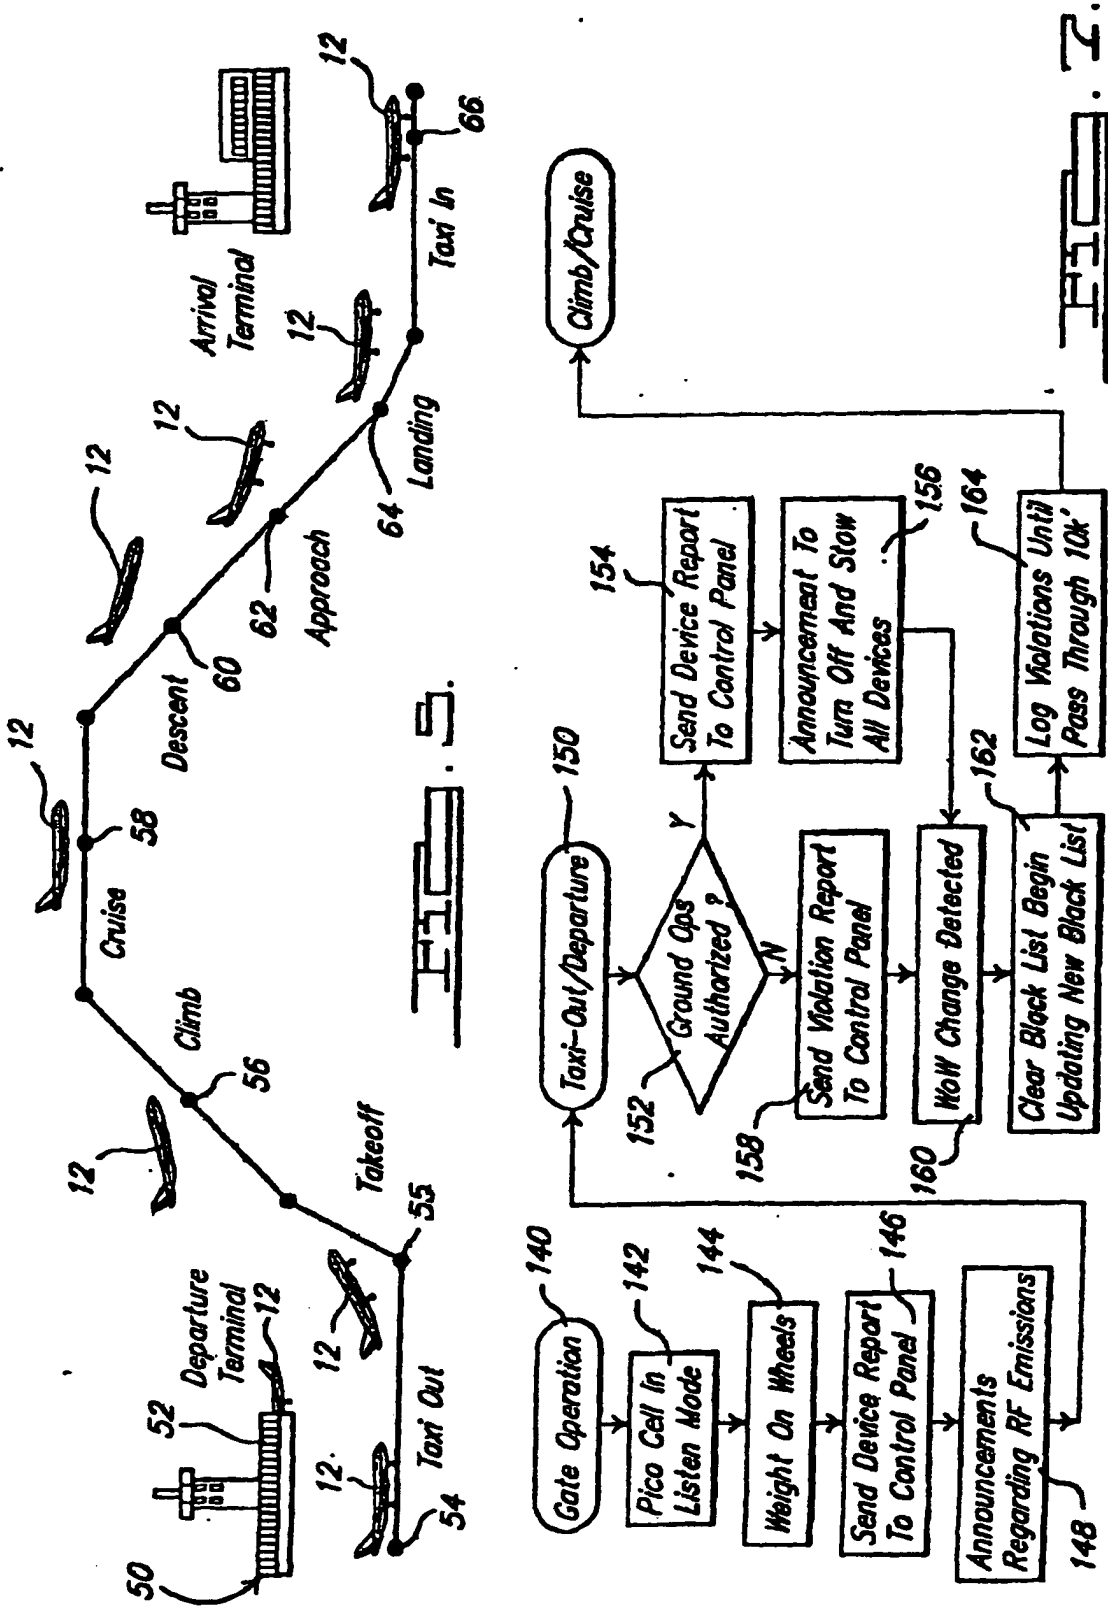 50
52
Departure
Terminal
12
Arrival
Terminal
12
54
Taxi Out
12
55
Takeoff
12
56
Climb
Cruise
12
58
12
Descent
60
12
62
Approach
12
64
Landing
Taxi In
12
66
FIG. 3.
Gate Operation
140
Pico Cell In
Listen Mode
142
Weight On Wheels
144
Send Device Report
To Control Panel
146
Announcements
Regarding RF Emissions
148
Taxi-Out/Departure
150
Ground Ops
Authorized ?
152
Y
N
Send Device Report
To Control Panel
154
Announcement To
Turn Off And Stow
All Devices
156
Send Violation Report
To Control Panel
158
WoW Change Detected
160
Clear Black List Begin
Updating New Black List
162
Log Violations Until
Pass Through 10k'
164
Climb/Cruise
FIG. 7.